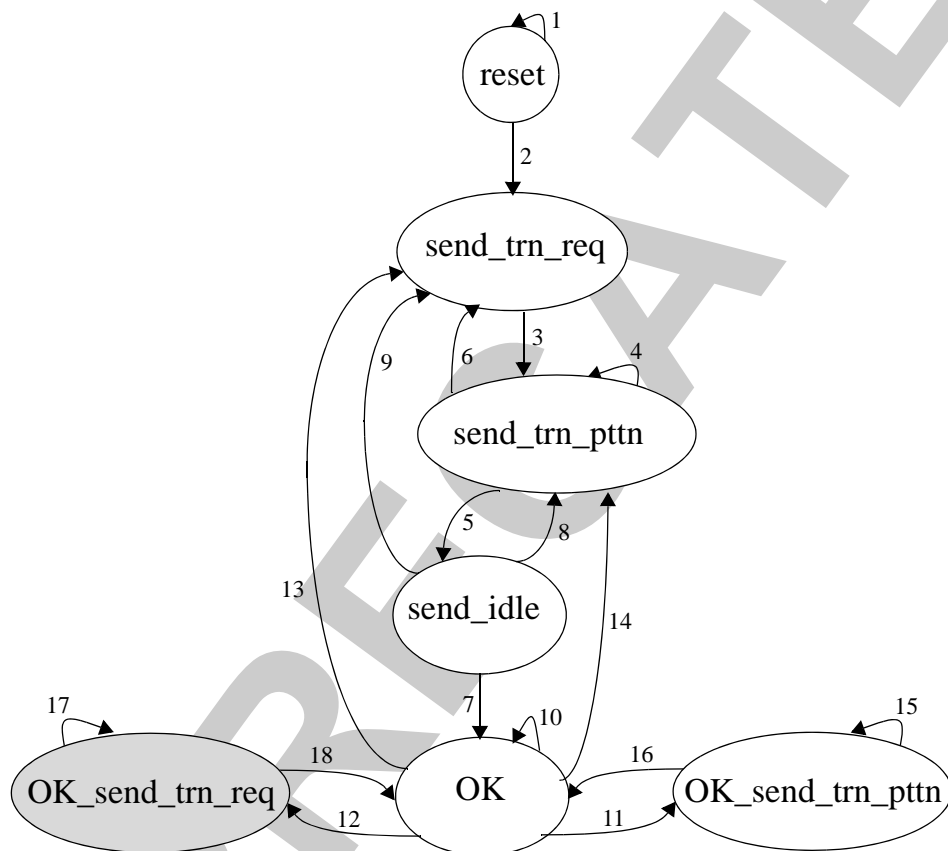 1
reset
2
send_trn_req
3
4
6
9
send_trn_pttn
5
8
13
send_idle
14
7
10
17
15
18
16
OK_send_trn_req
OK
OK_send_trn_pttn
12
11
RECATE